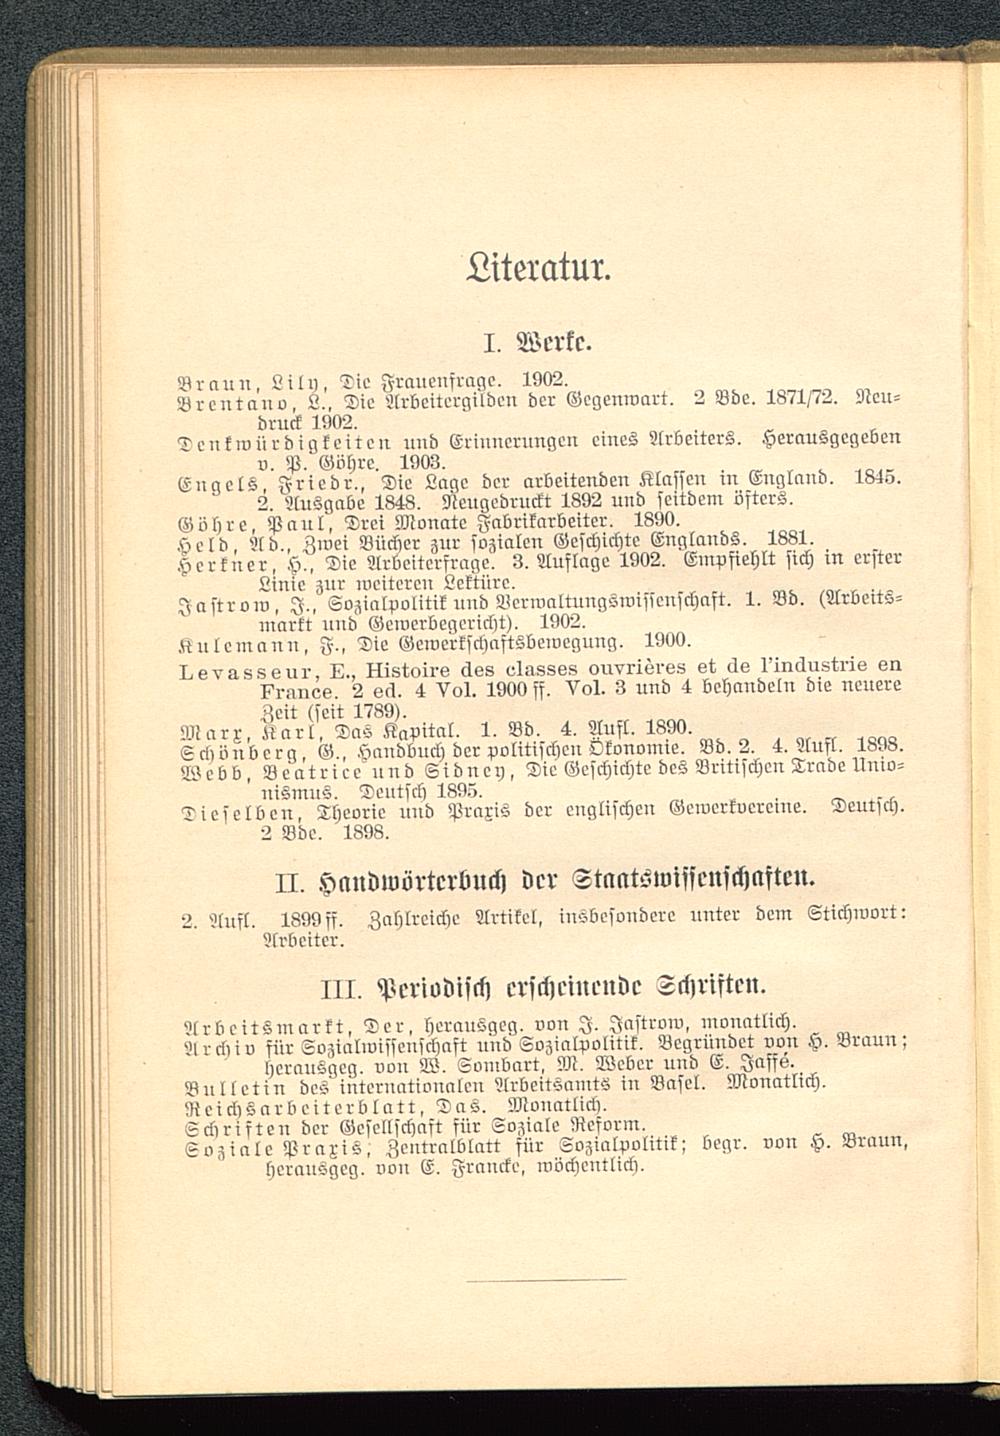 Literatur.
I. Werke.
Braun, Lily, Die Frauenfrage. 1902.
Brentano, L., Die Arbeitergilden der Gegenwart. 2 Bde. 1871/72. Neu=
druck 1902.
Denkwürdigkeiten und Erinnerungen eines Arbeiters. Herausgegeben
v. P. Göhre. 1903.
Engels, Friedr., Die Lage der arbeitenden Klassen in England. 1845.
2. Ausgabe 1848. Neugedruckt 1892 und seitdem öfters.
Göhre, Paul, Drei Monate Fabrikarbeiter. 1890.
Held, Ad., Zwei Bücher zur sozialen Geschichte Englands. 1881.
Herkner, H., Die Arbeiterfrage. 3. Auflage 1902. Empfiehlt sich in erster
Linie zur weiteren Lektüre.
Jastrow, J., Sozialpolitik und Verwaltungswissenschaft. 1. Bd. (Arbeits=
markt und Gewerbegericht). 1902.
Kulemann, F., Die Gewerkschaftsbewegung. 1900.
Levasseur, E., Histoire des classes ouvrières et de l'industrie en
France. 2 ed. 4 Vol. 1900 ff. Vol. 3 und 4 behandeln die neuere
Zeit (seit 1789).
Marx, Karl, Das Kapital. 1. Bd. 4. Aufl. 1890.
Schönberg, G., Handbuch der politischen Ökonomie. Bd. 2. 4. Aufl. 1898.
Webb, Beatrice und Sidney, Die Geschichte des Britischen Trade Unio=
nismus. Deutsch 1895.
Dieselben, Theorie und Praxis der englischen Gewerkvereine. Deutsch.
2 Bde. 1898.
II. Handwörterbuch der Staatswissenschaften.
2. Aufl. 1899 ff. Zahlreiche Artikel, insbesondere unter dem Stichwort:
Arbeiter.
III. Periodisch erscheinende Schriften.
Arbeitsmarkt, Der, herausgeg. von J. Jastrow, monatlich.
Archiv für Sozialwissenschaft und Sozialpolitik. Begründet von H. Braun;
herausgeg. von W. Sombart, M. Weber und E. Jaffé.
Bulletin des internationalen Arbeitsamts in Basel. Monatlich.
Reichsarbeiterblatt, Das. Monatlich.
Schriften der Gesellschaft für Soziale Reform.
Soziale Praxis, Zentralblatt für Sozialpolitik; begr. von H. Braun,
herausgeg. von E. Francke, wöchentlich.